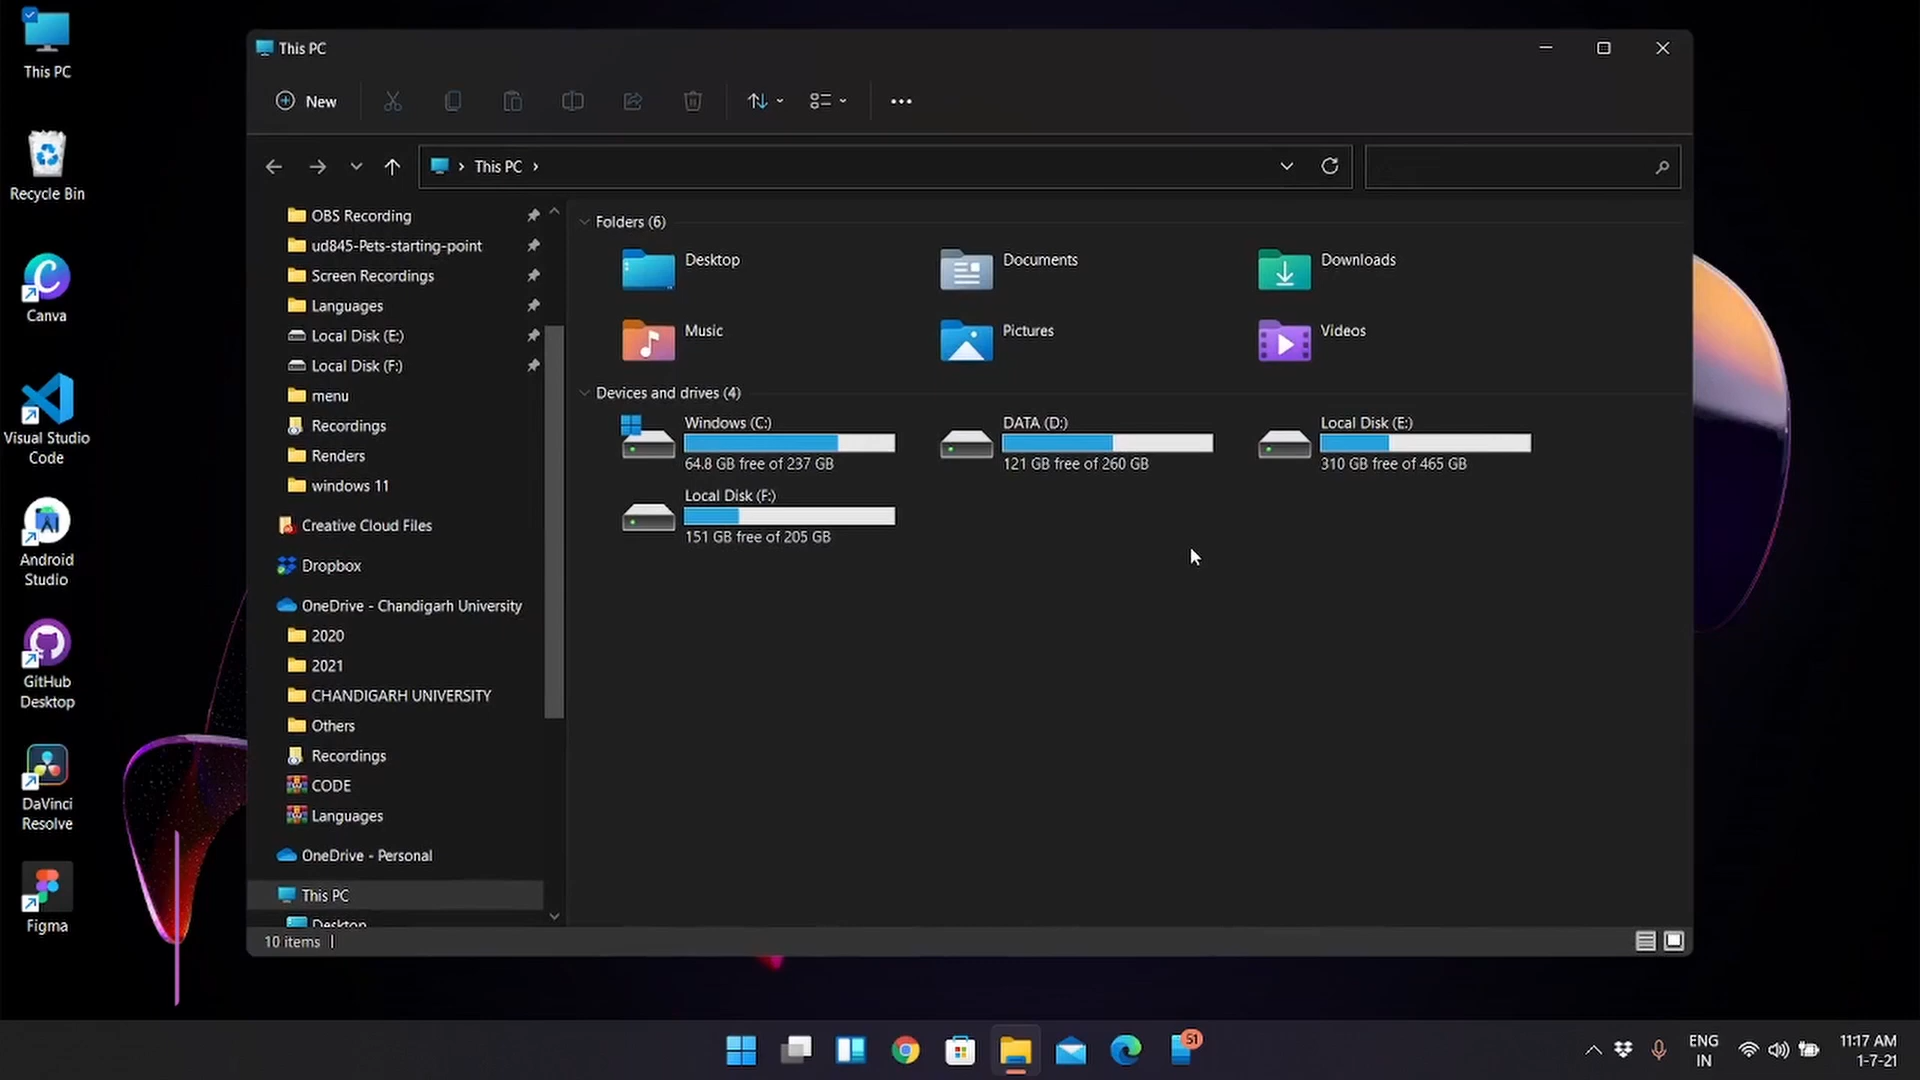 This PC
Recycle Bin
Canva
Visual Studio
Code
Android
Studio
GitHub
Desktop
DaVinci
Resolve
Figma
This PC
New
This PC
OBS Recording
ud845-Pets-starting-point
Screen Recordings
Languages
Local Disk (E:)
Local Disk (F:)
menu
Recordings
Renders
windows 11
Creative Cloud Files
Dropbox
OneDrive - Chandigarh University
2020
2021
CHANDIGARH UNIVERSITY
Others
Recordings
CODE
Languages
OneDrive - Personal
This PC
Desktop
Folders (6)
Desktop
Documents
Downloads
Music
Pictures
Videos
Devices and drives (4)
Windows (C:)
64.8 GB free of 237 GB
DATA (D:)
121 GB free of 260 GB
Local Disk (E:)
310 GB free of 465 GB
Local Disk (F:)
151 GB free of 205 GB
10 items
51
ENG
IN
11:17 AM
1-7-21